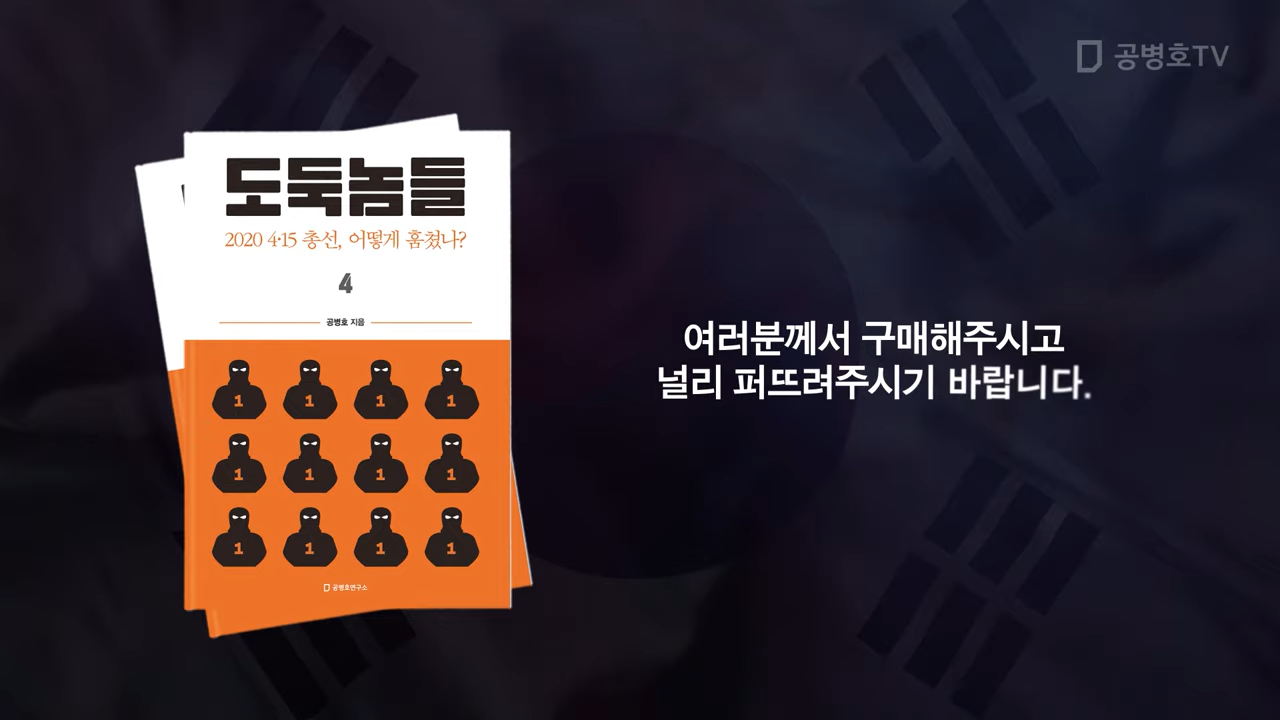 공병호TV
도둑놈들
2020 4·15 총선, 어떻게 훔쳤나?
4
공병호 지음
1 1 1 1
1 1 1 1
1 1 1 1
공병호연구소
여러분께서 구매해주시고
널리 퍼뜨려주시기 바랍니다.